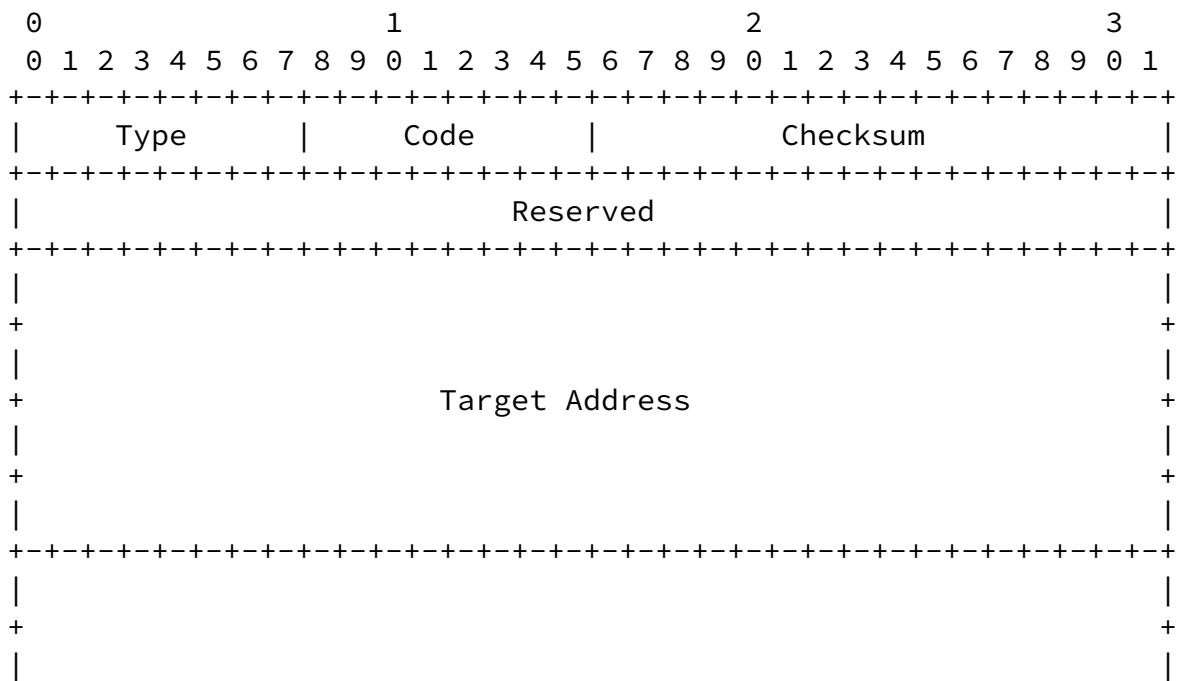 0                   1                   2                   3
 0 1 2 3 4 5 6 7 8 9 0 1 2 3 4 5 6 7 8 9 0 1 2 3 4 5 6 7 8 9 0 1
+-+-+-+-+-+-+-+-+-+-+-+-+-+-+-+-+-+-+-+-+-+-+-+-+-+-+-+-+-+-+-+-+
|     Type      |     Code      |          Checksum             |
+-+-+-+-+-+-+-+-+-+-+-+-+-+-+-+-+-+-+-+-+-+-+-+-+-+-+-+-+-+-+-+-+
|                           Reserved                            |
+-+-+-+-+-+-+-+-+-+-+-+-+-+-+-+-+-+-+-+-+-+-+-+-+-+-+-+-+-+-+-+-+
|                                                               |
+                                                               +
|                                                               |
+                       Target Address                          +
|                                                               |
+                                                               +
|                                                               |
+-+-+-+-+-+-+-+-+-+-+-+-+-+-+-+-+-+-+-+-+-+-+-+-+-+-+-+-+-+-+-+-+
|                                                               |
+                                                               +
|                                                               |